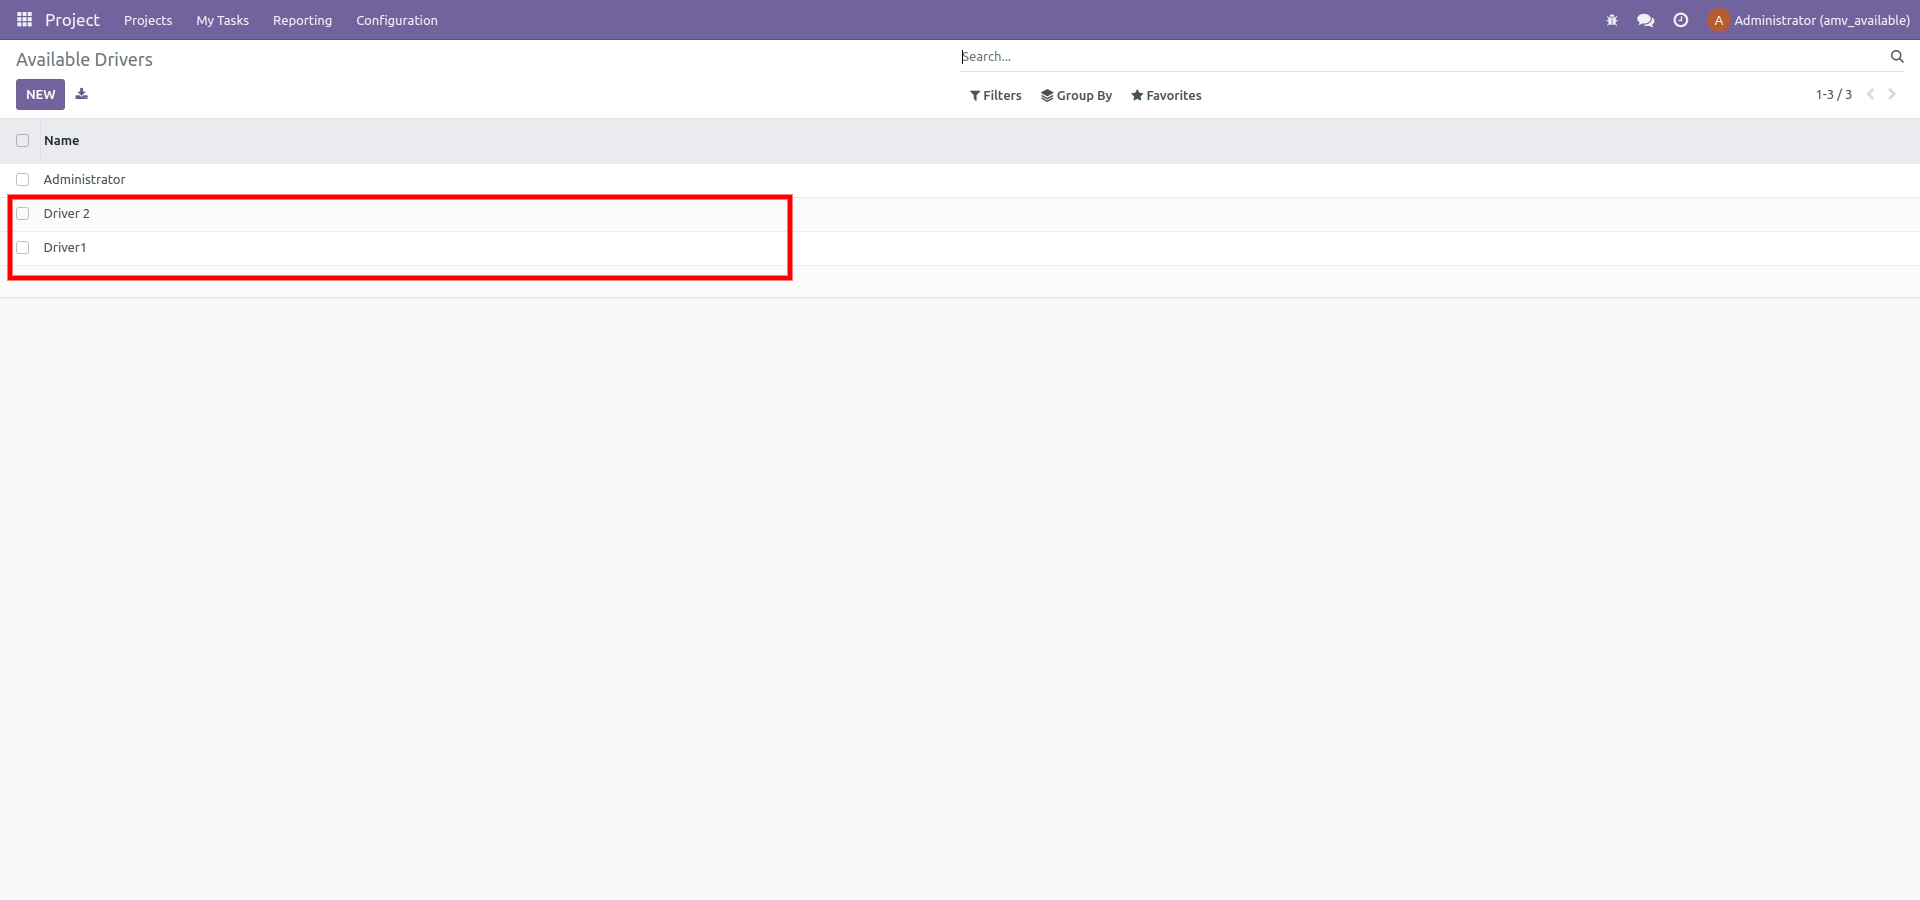 Project Projects My Tasks Reporting Configuration A Administrator (amv_available)
Available Drivers
Search...
NEW
Filters Group By Favorites 1-3 / 3
Name
Administrator
Driver 2
Driver1